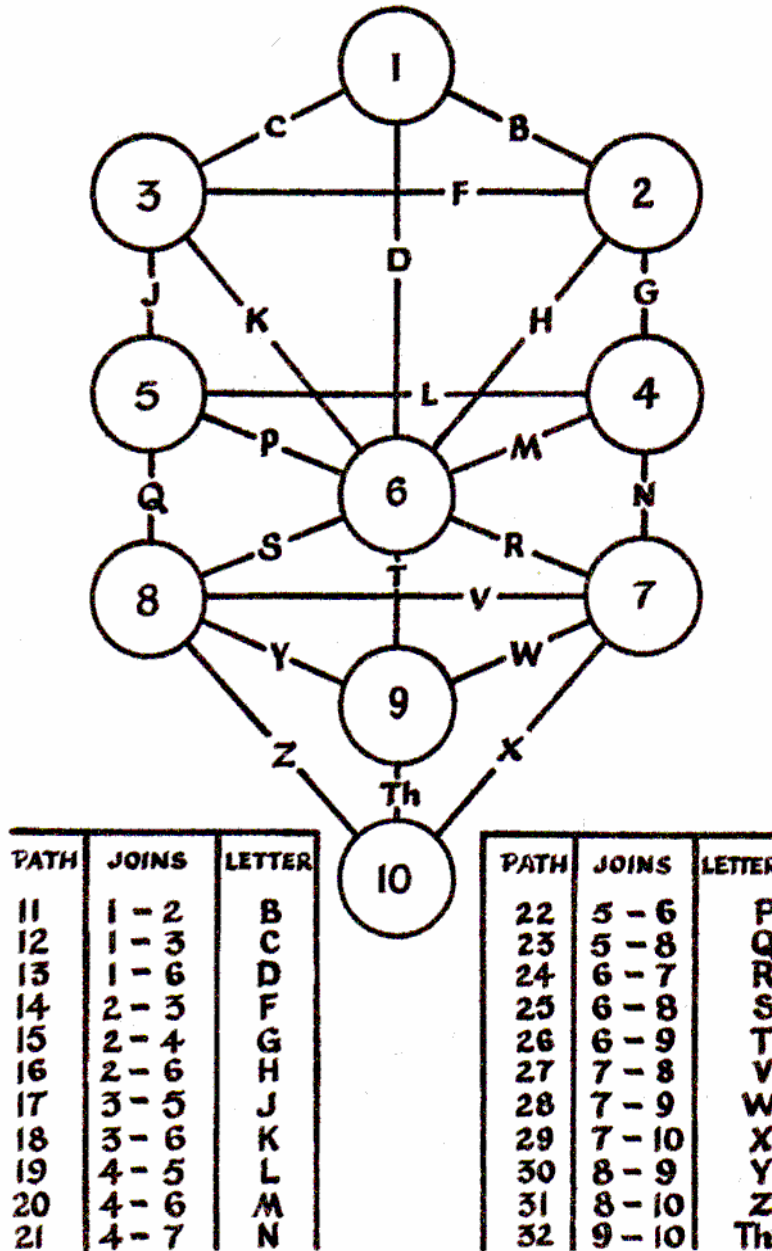 1
C B
3 F 2
D
J K H G
5 L 4
P M
Q 6 N
S R
T
8 V 7
Y W
9
Z X
Th
10
PATH JOINS LETTER
11 1-2 B
12 1-3 C
13 1-6 D
14 2-3 F
15 2-4 G
16 2-6 H
17 3-5 J
18 3-6 K
19 4-5 L
20 4-6 M
21 4-7 N
PATH JOINS LETTER
22 5-6 P
23 5-8 Q
24 6-7 R
25 6-8 S
26 6-9 T
27 7-8 V
28 7-9 W
29 7-10 X
30 8-9 Y
31 8-10 Z
32 9-10 Th